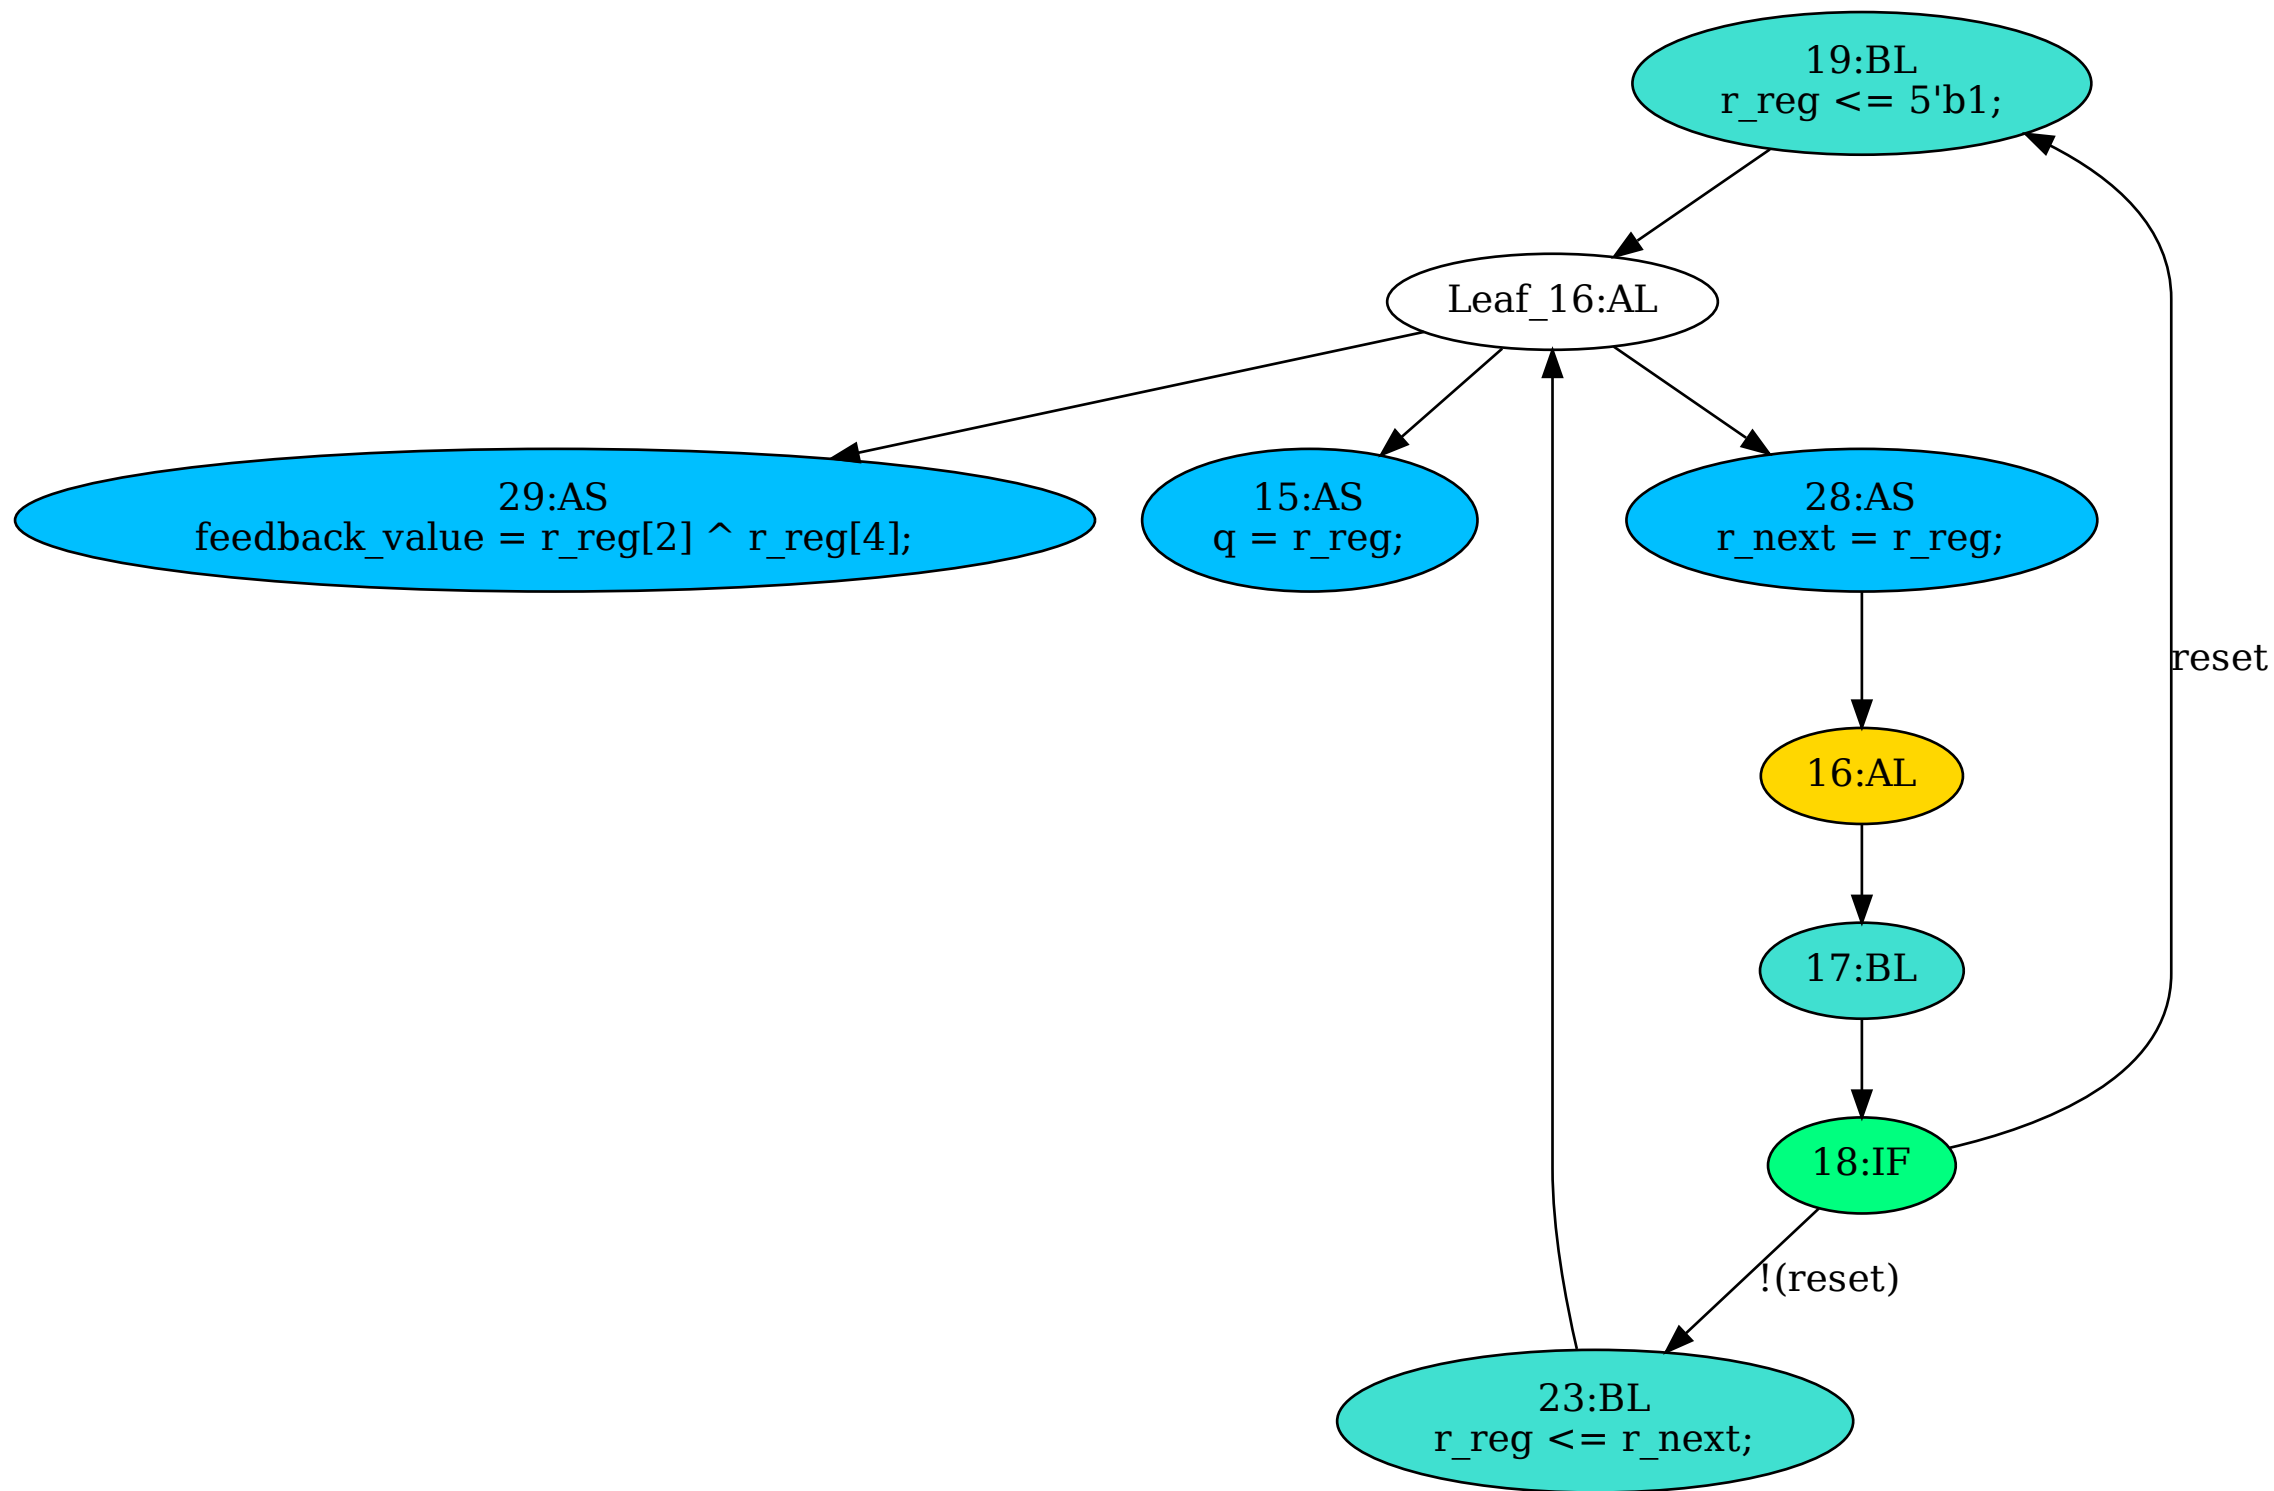 19:BL
r_reg <= 5'b1;
Leaf_16:AL
29:AS
feedback_value = r_reg[2] ^ r_reg[4];
15:AS
q = r_reg;
28:AS
r_next = r_reg;
reset
16:AL
17:BL
18:IF
!(reset)
23:BL
r_reg <= r_next;